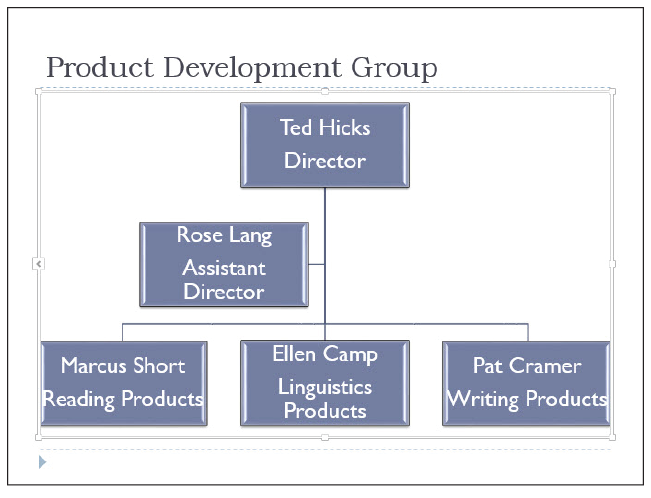 Product Development Group
Ted Hicks
Director
Rose Lang
Assistant
Director
Marcus Short
Reading Products
Ellen Camp
Linguistics
Products
Pat Cramer
Writing Products